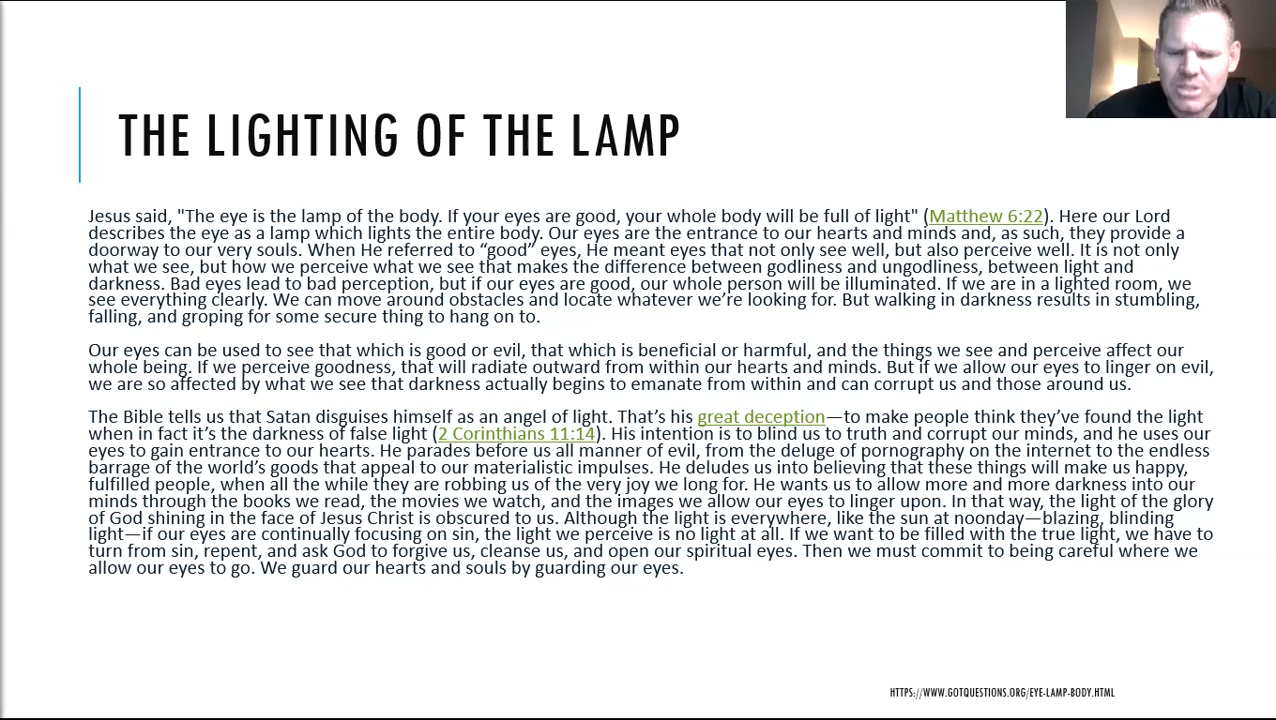 THE LIGHTING OF THE LAMP
Jesus said, "The eye is the lamp of the body. If your eyes are good, your whole body will be full of light" (Matthew 6:22). Here our Lord
describes the eye as a lamp which lights the entire body. Our eyes are the entrance to our hearts and minds and, as such, they provide a
doorway to our very souls. When He referred to “good” eyes, He meant eyes that not only see well, but also perceive well. It is not only
what we see, but how we perceive what we see that makes the difference between godliness and ungodliness, between light and
darkness. Bad eyes lead to bad perception, but if our eyes are good, our whole person will be illuminated. If we are in a lighted room, we
see everything clearly. We can move around obstacles and locate whatever we’re looking for. But walking in darkness results in stumbling,
falling, and groping for some secure thing to hang on to.
Our eyes can be used to see that which is good or evil, that which is beneficial or harmful, and the things we see and perceive affect our
whole being. If we perceive goodness, that will radiate outward from within our hearts and minds. But if we allow our eyes to linger on evil,
we are so affected by what we see that darkness actually begins to emanate from within and can corrupt us and those around us.
The Bible tells us that Satan disguises himself as an angel of light. That’s his great deception—to make people think they’ve found the light
when in fact it’s the darkness of false light (2 Corinthians 11:14). His intention is to blind us to truth and corrupt our minds, and he uses our
eyes to gain entrance to our hearts. He parades before us all manner of evil, from the deluge of pornography on the internet to the endless
barrage of the world’s goods that appeal to our materialistic impulses. He deludes us into believing that these things will make us happy,
fulfilled people, when all the while they are robbing us of the very joy we long for. He wants us to allow more and more darkness into our
minds through the books we read, the movies we watch, and the images we allow our eyes to linger upon. In that way, the light of the glory
of God shining in the face of Jesus Christ is obscured to us. Although the light is everywhere, like the sun at noonday—blazing, blinding
light—if our eyes are continually focusing on sin, the light we perceive is no light at all. If we want to be filled with the true light, we have to
turn from sin, repent, and ask God to forgive us, cleanse us, and open our spiritual eyes. Then we must commit to being careful where we
allow our eyes to go. We guard our hearts and souls by guarding our eyes.
HTTPS://WWW.GOTQUESTIONS.ORG/EYE-LAMP-BODY.HTML